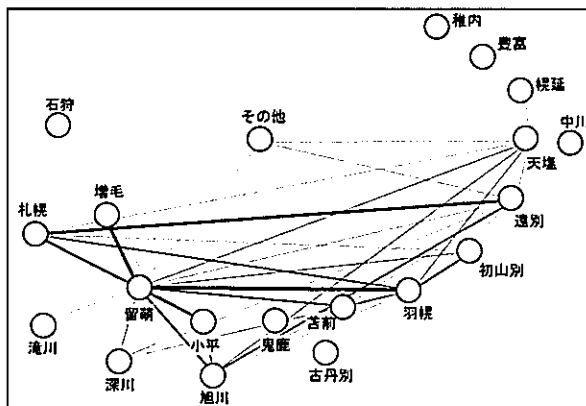 稚内
豊富
幌延
石狩
その他
中川
天塩
増毛
札幌
遠別
初山別
留萌
羽幌
苫前
小平
鬼鹿
滝川
古丹別
深川
旭川